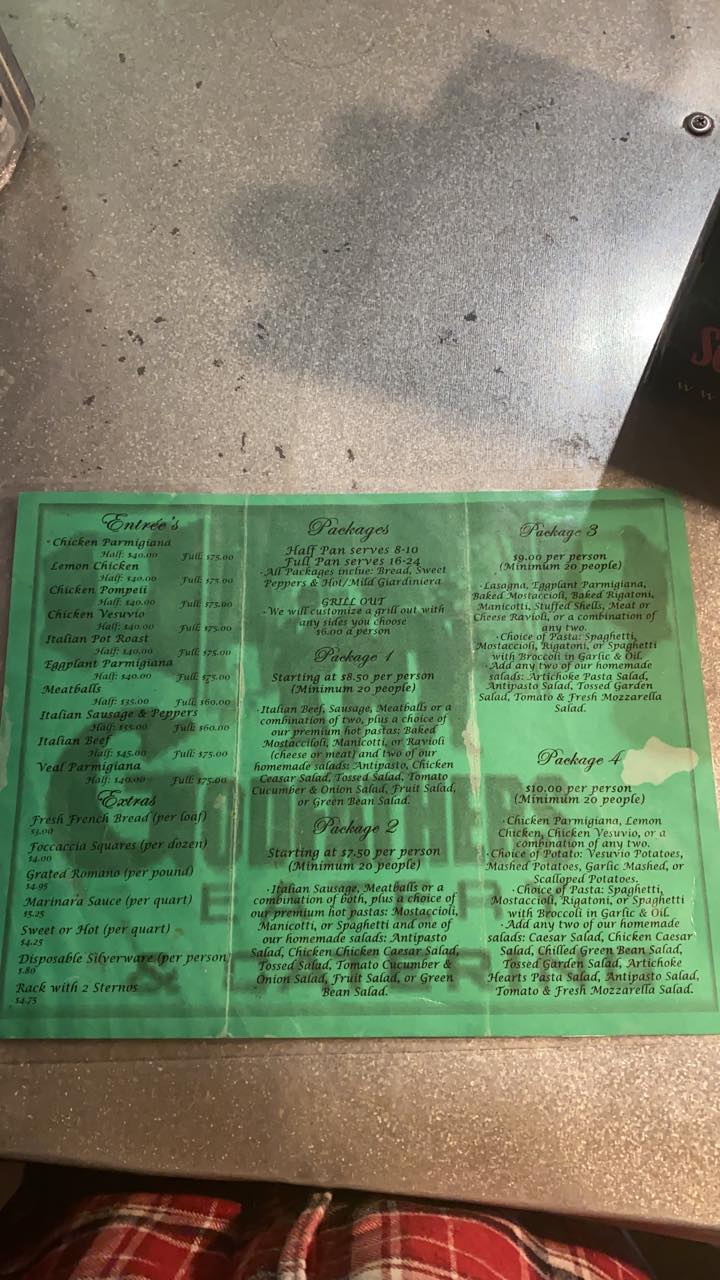 Entrée's
Chicken Parmigiana
Half: $40.00 Full: $75.00
Lemon Chicken
Half: $40.00 Full: $75.00
Chicken Pompeii
Half: $40.00 Full: $75.00
Chicken Vesuvio
Half: $40.00 Full: $75.00
Italian Pot Roast
Half: $40.00 Full: $75.00
Eggplant Parmigiana
Half: $40.00 Full: $75.00
Meatballs
Half: $35.00 Full: $60.00
Italian Sausage & Peppers
Half: $35.00 Full: $60.00
Italian Beef
Half: $45.00 Full: $75.00
Veal Parmigiana
Half: $40.00 Full: $75.00
Extras
Fresh French Bread (per loaf)
$3.00
Foccaccia Squares (per dozen)
$4.00
Grated Romano (per pound)
$4.95
Marinara Sauce (per quart)
$5.25
Sweet or Hot (per quart)
$4.25
Disposable Silverware (per person)
$.80
Rack with 2 Sternos
$4.75
Packages
Half Pan serves 8-10
Full Pan serves 16-24
·All Packages inclue: Bread, Sweet
Peppers & Hot/Mild Giardiniera
GRILL OUT
·We will customize a grill out with
any sides you choose
$6.00 a person
Package 1
Starting at $8.50 per person
(Minimum 20 people)
·Italian Beef, Sausage, Meatballs or a
combination of two, plus a choice of
our premium hot pastas: Baked
Mostacciloli, Manicotti, or Ravioli
(cheese or meat) and two of our
homemade salads: Antipasto, Chicken
Ceasar Salad, Tossed Salad, Tomato
Cucumber & Onion Salad, Fruit Salad,
or Green Bean Salad.
Package 2
Starting at $7.50 per person
(Minimum 20 people)
·Italian Sausage, Meatballs or a
combination of both, plus a choice of
our premium hot pastas: Mostaccioli,
Manicotti, or Spaghetti and one of
our homemade salads: Antipasto
Salad, Chicken Chicken Caesar Salad,
Tossed Salad, Tomato Cucumber &
Onion Salad, Fruit Salad, or Green
Bean Salad.
Package 3
$9.00 per person
(Minimum 20 people)
·Lasagna, Eggplant Parmigiana,
Baked Mostaccioli, Baked Rigatoni,
Manicotti, Stuffed Shells, Meat or
Cheese Ravioli, or a combination of
any two.
·Choice of Pasta: Spaghetti,
Mostaccioli, Rigatoni, or Spaghetti
with Broccoli in Garlic & Oil.
·Add any two of our homemade
salads: Artichoke Pasta Salad,
Antipasto Salad, Tossed Garden
Salad, Tomato & Fresh Mozzarella
Salad.
Package 4
$10.00 per person
(Minimum 20 people)
·Chicken Parmigiana, Lemon
Chicken, Chicken Vesuvio, or a
combination of any two.
·Choice of Potato: Vesuvio Potatoes,
Mashed Potatoes, Garlic Mashed, or
Scalloped Potatoes.
·Choice of Pasta: Spaghetti,
Mostaccioli, Rigatoni, or Spaghetti
with Broccoli in Garlic & Oil.
·Add any two of our homemade
salads: Caesar Salad, Chicken Caesar
Salad, Chilled Green Bean Salad,
Tossed Garden Salad, Artichoke
Hearts Pasta Salad, Antipasto Salad,
Tomato & Fresh Mozzarella Salad.